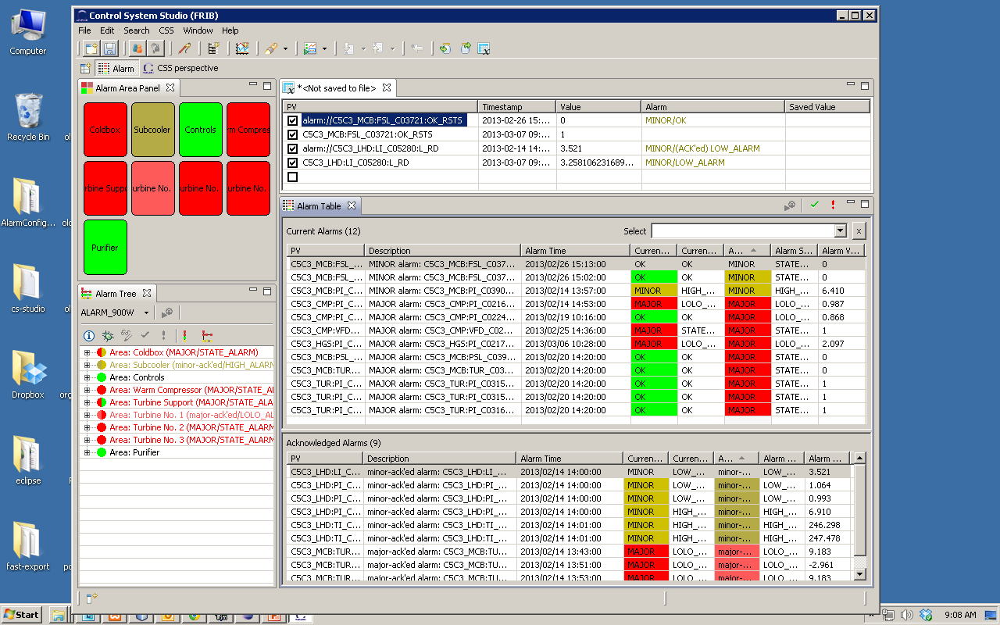 Control System Studio (FRIB)
File Edit Search CSS Window Help
Alarm CSS perspective
Computer
Recycle Bin
AlarmConfig...
cs-studio
Dropbox
eclipse
fast-export
Alarm Area Panel
Coldbox Subcooler Controls rm Compres
urbine Supp urbine No. urbine No. urbine No.
Purifier
Alarm Tree
ALARM_900W
Area: Coldbox (MAJOR/STATE_ALARM)
Area: Subcooler (minor-ack'ed/HIGH_ALARM
Area: Controls
Area: Warm Compressor (MAJOR/STATE_Al
Area: Turbine Support (MAJOR/STATE_ALAR
Area: Turbine No. 1 (major-ack'ed/LOLO_AL
Area: Turbine No. 2 (MAJOR/STATE_ALARM
Area: Turbine No. 3 (MAJOR/STATE_ALARM
Area: Purifier
*<Not saved to file>
PV Timestamp Value Alarm Saved Value
alarm://C5C3_MCB:FSL_C03721:OK_RSTS 2013-02-26 15:... 0 MINOR/OK
C5C3_MCB:FSL_C03721:OK_RSTS 2013-03-07 09:... 1
alarm://C5C3_LHD:LI_C05280:L_RD 2013-02-14 14:... 3.521 MINOR/(ACK'ed) LOW_ALARM
C5C3_LHD:LI_C05280:L_RD 2013-03-07 09:... 3.258106231689... MINOR/LOW_ALARM
Alarm Table
Current Alarms (12) Select x
PV Description Alarm Time Curren... Curren... A... Alarm S... Alarm V...
C5C3_MCB:FSL_... MINOR alarm: C5C3_MCB:FSL_C037... 2013/02/26 15:13:00 OK OK MINOR STATE... 0
C5C3_MCB:FSL_... MINOR alarm: C5C3_MCB:FSL_C037... 2013/02/26 15:02:00 OK OK MINOR STATE... 0
C5C3_MCB:PI_C... MINOR alarm: C5C3_MCB:PI_C0390... 2013/02/14 13:57:00 MINOR HIGH_... MINOR HIGH_... 6.410
C5C3_CMP:PI_C... MAJOR alarm: C5C3_CMP:PI_C0216... 2013/02/14 14:53:00 MAJOR LOLO_... MAJOR LOLO_... 0.987
C5C3_CMP:PI_C... MAJOR alarm: C5C3_CMP:PI_C0224... 2013/02/19 10:16:00 OK OK MAJOR LOLO_... 0.868
C5C3_CMP:VFD... MAJOR alarm: C5C3_CMP:VFD_C02... 2013/02/25 14:36:00 MAJOR STATE... MAJOR STATE... 1
C5C3_HGS:PI_C... MAJOR alarm: C5C3_HGS:PI_C0217... 2013/03/06 10:28:00 MAJOR LOLO_... MAJOR LOLO_... 2.097
C5C3_MCB:PSL_... MAJOR alarm: C5C3_MCB:PSL_C039... 2013/02/20 14:20:00 OK OK MAJOR STATE... 0
C5C3_MCB:TUR... MAJOR alarm: C5C3_MCB:TUR_C03... 2013/02/20 14:20:00 OK OK MAJOR STATE... 0
C5C3_TUR:PI_C... MAJOR alarm: C5C3_TUR:PI_C0315... 2013/02/20 14:20:00 OK OK MAJOR STATE... 1
C5C3_TUR:PI_C... MAJOR alarm: C5C3_TUR:PI_C0315... 2013/02/20 14:20:00 OK OK MAJOR STATE... 1
C5C3_TUR:PI_C... MAJOR alarm: C5C3_TUR:PI_C0316... 2013/02/20 14:20:00 OK OK MAJOR STATE... 1
Acknowledged Alarms (9)
PV Description Alarm Time Curren... Curren... A... Alarm ... Alarm ...
C5C3_LHD:LI_C... minor-ack'ed alarm: C5C3_LHD:LI_... 2013/02/14 14:00:00 MINOR LOW_... minor-... LOW_... 3.521
C5C3_LHD:PI_C... minor-ack'ed alarm: C5C3_LHD:PI_... 2013/02/14 14:00:00 MINOR LOW_... minor-... LOW_... 1.064
C5C3_LHD:PI_C... minor-ack'ed alarm: C5C3_LHD:PI_... 2013/02/14 14:00:00 MINOR LOW_... minor-... LOW_... 0.993
C5C3_LHD:PI_C... minor-ack'ed alarm: C5C3_LHD:PI_... 2013/02/14 14:00:00 MINOR HIGH_... minor-... HIGH_... 6.910
C5C3_LHD:TI_C... minor-ack'ed alarm: C5C3_LHD:TI_... 2013/02/14 14:01:00 MINOR HIGH_... minor-... HIGH_... 246.298
C5C3_LHD:TI_C... minor-ack'ed alarm: C5C3_LHD:TI_... 2013/02/14 14:01:00 MINOR HIGH_... minor-... HIGH_... 247.478
C5C3_MCB:TUR... major-ack'ed alarm: C5C3_MCB:TU... 2013/02/14 13:43:00 MAJOR LOLO_... major-... LOLO_... 9.183
C5C3_MCB:TUR... major-ack'ed alarm: C5C3_MCB:TU... 2013/02/14 13:51:00 MAJOR LOLO_... major-... LOLO_... -2.961
C5C3_MCB:TUR... major-ack'ed alarm: C5C3_MCB:TU... 2013/02/14 13:53:00 MAJOR LOLO_... major-... LOLO_... 9.183
Start 9:08 AM